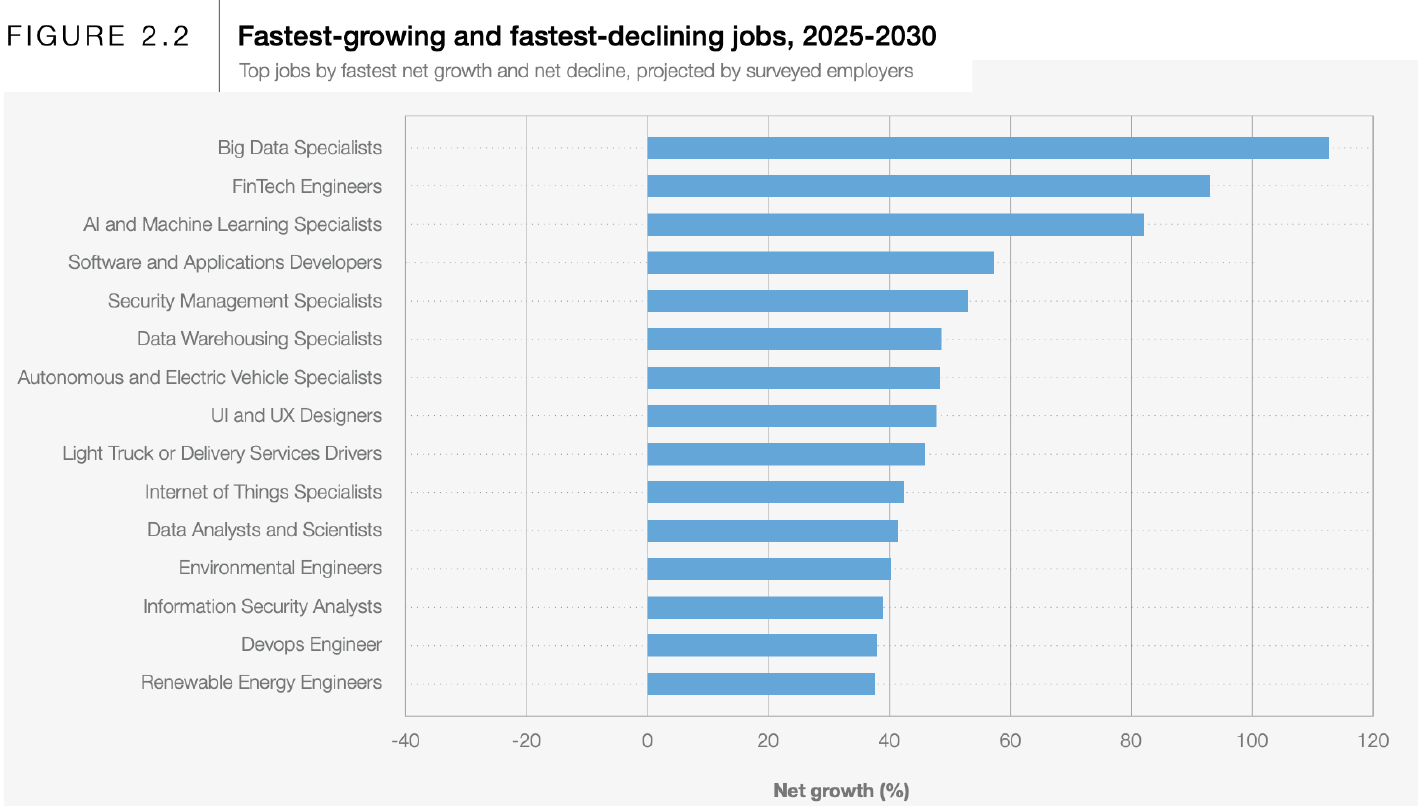 FIGURE 2.2
Fastest-growing and fastest-declining jobs, 2025-2030
Top jobs by fastest net growth and net decline, projected by surveyed employers
Big Data Specialists
FinTech Engineers
AI and Machine Learning Specialists
Software and Applications Developers
Security Management Specialists
Data Warehousing Specialists
Autonomous and Electric Vehicle Specialists
UI and UX Designers
Light Truck or Delivery Services Drivers
Internet of Things Specialists
Data Analysts and Scientists
Environmental Engineers
Information Security Analysts
Devops Engineer
Renewable Energy Engineers
-40 -20 0 20 40 60 80 100 120
Net growth (%)